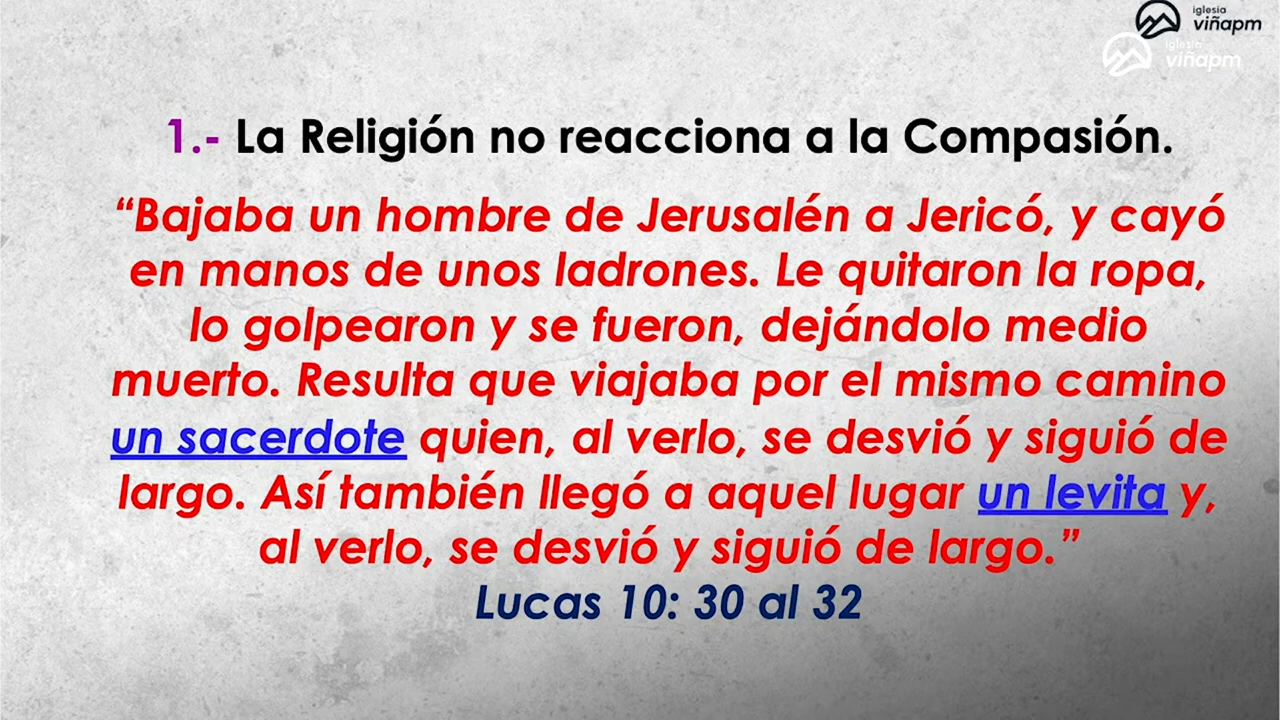 iglesia
viñapm
iglesia
viñapm
1.- La Religión no reacciona a la Compasión.
“Bajaba un hombre de Jerusalén a Jericó, y cayó
en manos de unos ladrones. Le quitaron la ropa,
lo golpearon y se fueron, dejándolo medio
muerto. Resulta que viajaba por el mismo camino
un sacerdote quien, al verlo, se desvió y siguió de
largo. Así también llegó a aquel lugar un levita y,
al verlo, se desvió y siguió de largo.”
Lucas 10: 30 al 32